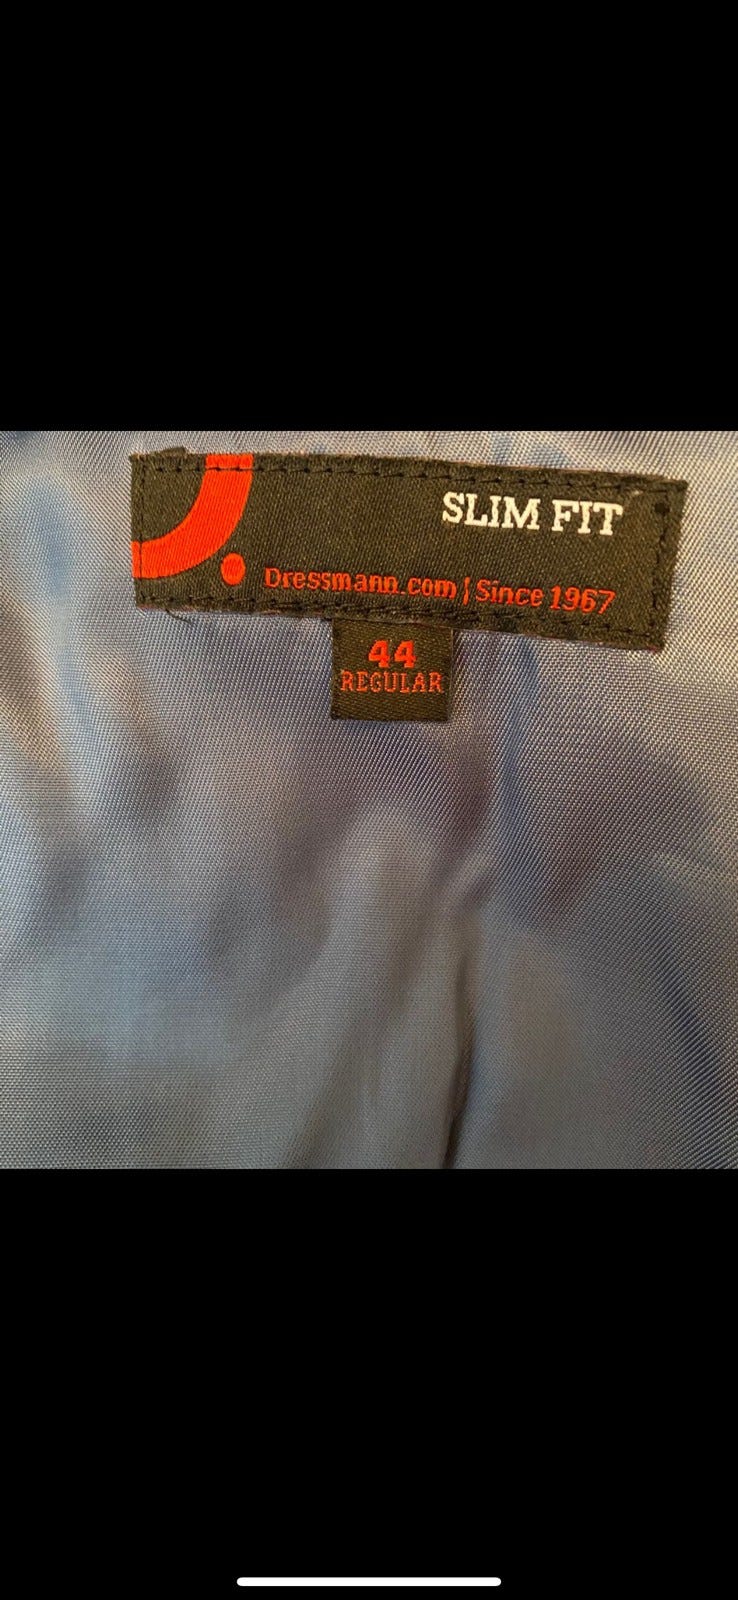 SLIM FIT
Dressmann.com | Since 1967
44
REGULAR